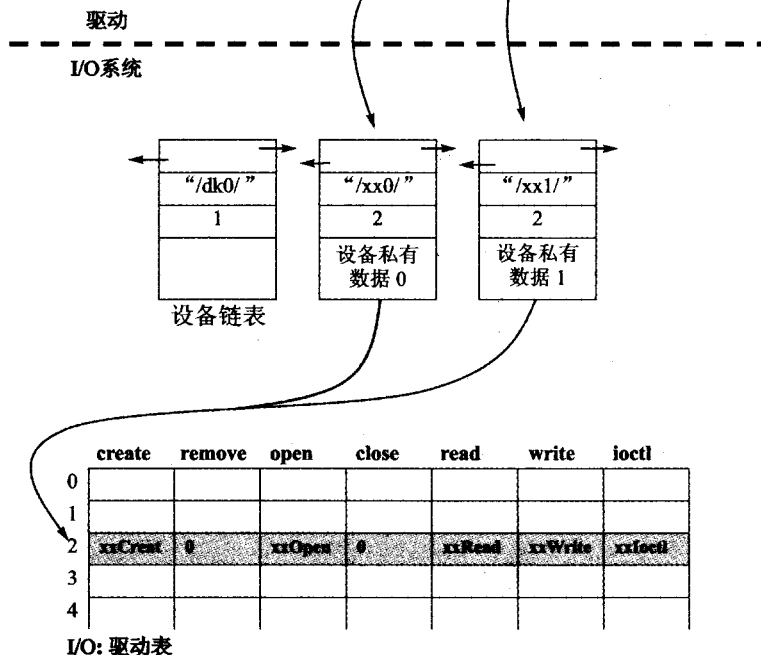 驱动
I/O系统
“/dk0/” “/xx0/” “/xx1/”
1 2 2
设备私有 设备私有
数据 0 数据 1
设备链表
create remove open close read write ioctl
0
1
2 xxCreat 0 xxOpen 0 xxRead xxWrite xxIoctl
3
4
I/O: 驱动表